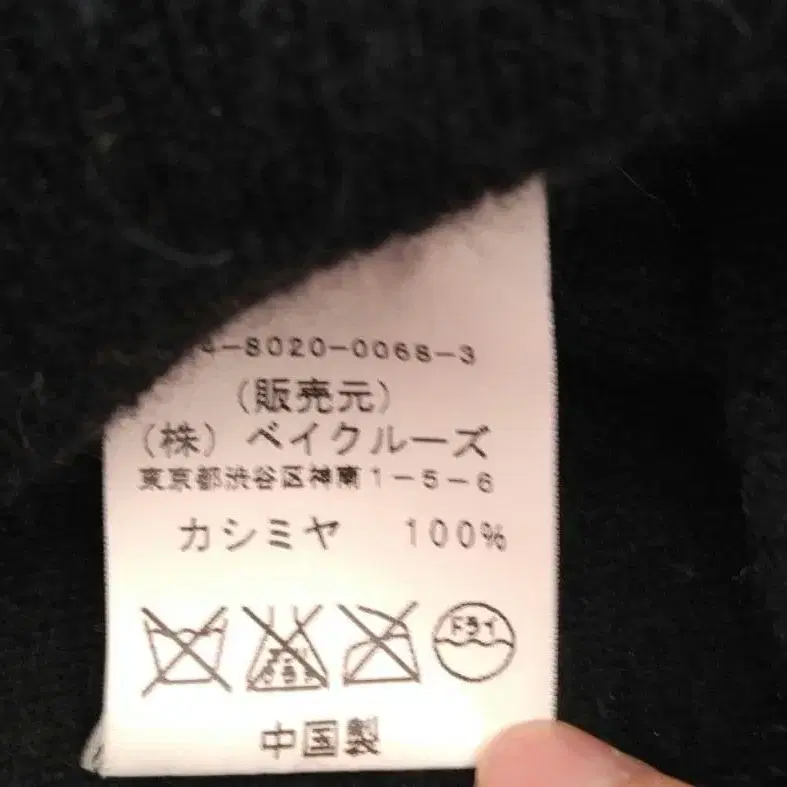 4-8020-0068-3
(販売元)
(株) ベイクルーズ
東京都渋谷区神南1-5-6
カシミヤ 100%
ドライ
中国製